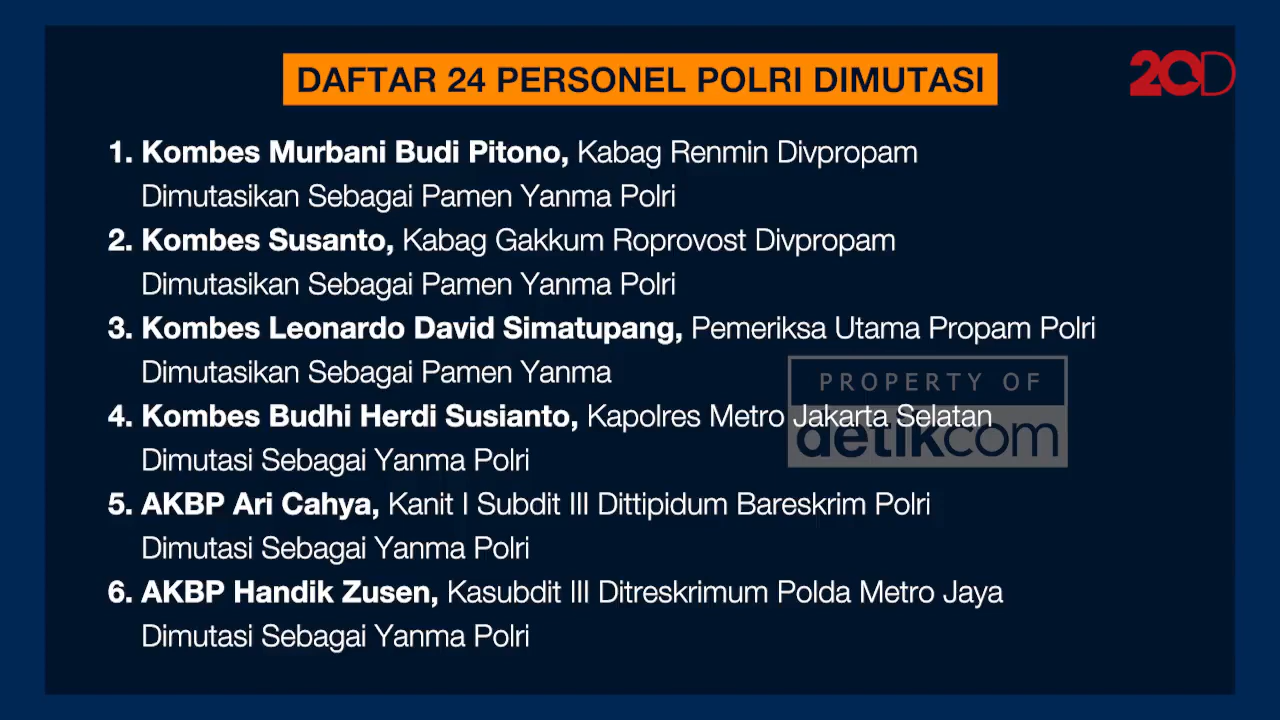 DAFTAR 24 PERSONEL POLRI DIMUTASI
20D
1. Kombes Murbani Budi Pitono, Kabag Renmin Divpropam
Dimutasikan Sebagai Pamen Yanma Polri
2. Kombes Susanto, Kabag Gakkum Roprovost Divpropam
Dimutasikan Sebagai Pamen Yanma Polri
3. Kombes Leonardo David Simatupang, Pemeriksa Utama Propam Polri
Dimutasikan Sebagai Pamen Yanma
PROPERTY OF
4. Kombes Budhi Herdi Susianto, Kapolres Metro Jakarta Selatan
detikcom
Dimutasi Sebagai Yanma Polri
5. AKBP Ari Cahya, Kanit I Subdit III Dittipidum Bareskrim Polri
Dimutasi Sebagai Yanma Polri
6. AKBP Handik Zusen, Kasubdit III Ditreskrimum Polda Metro Jaya
Dimutasi Sebagai Yanma Polri